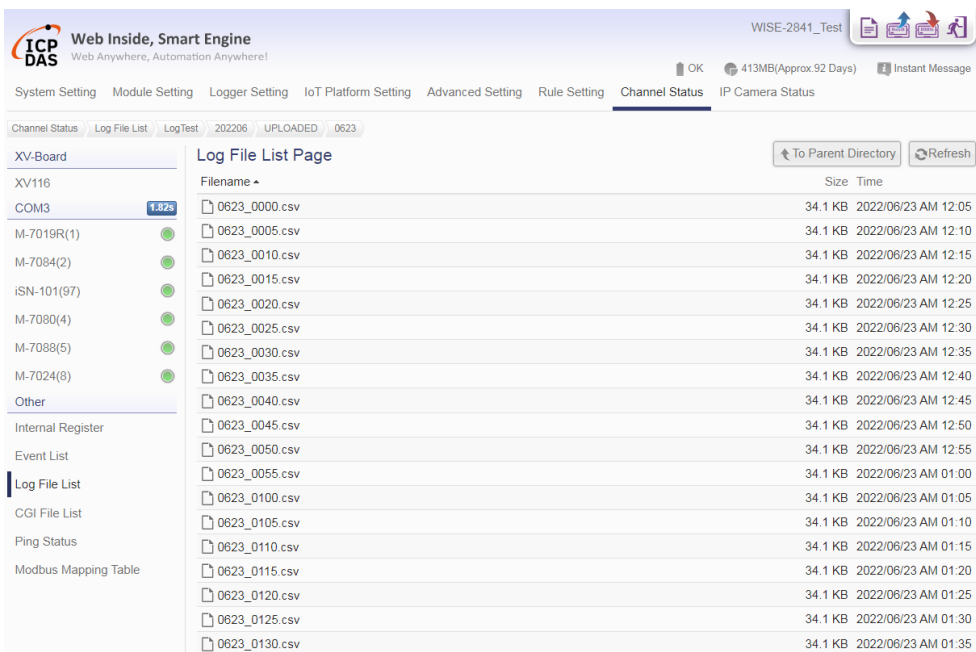 ICP DAS
Web Inside, Smart Engine
Web Anywhere, Automation Anywhere!
WISE-2841_Test
OK
413MB(Approx.92 Days)
Instant Message
System Setting Module Setting Logger Setting IoT Platform Setting Advanced Setting Rule Setting Channel Status IP Camera Status
Channel Status Log File List LogTest 202206 UPLOADED 0623
XV-Board
XV116
COM3 1.82s
M-7019R(1)
M-7084(2)
iSN-101(97)
M-7080(4)
M-7088(5)
M-7024(8)
Other
Internal Register
Event List
Log File List
CGI File List
Ping Status
Modbus Mapping Table
Log File List Page
To Parent Directory Refresh
Filename Size Time
0623_0000.csv 34.1 KB 2022/06/23 AM 12:05
0623_0005.csv 34.1 KB 2022/06/23 AM 12:10
0623_0010.csv 34.1 KB 2022/06/23 AM 12:15
0623_0015.csv 34.1 KB 2022/06/23 AM 12:20
0623_0020.csv 34.1 KB 2022/06/23 AM 12:25
0623_0025.csv 34.1 KB 2022/06/23 AM 12:30
0623_0030.csv 34.1 KB 2022/06/23 AM 12:35
0623_0035.csv 34.1 KB 2022/06/23 AM 12:40
0623_0040.csv 34.1 KB 2022/06/23 AM 12:45
0623_0045.csv 34.1 KB 2022/06/23 AM 12:50
0623_0050.csv 34.1 KB 2022/06/23 AM 12:55
0623_0055.csv 34.1 KB 2022/06/23 AM 01:00
0623_0100.csv 34.1 KB 2022/06/23 AM 01:05
0623_0105.csv 34.1 KB 2022/06/23 AM 01:10
0623_0110.csv 34.1 KB 2022/06/23 AM 01:15
0623_0115.csv 34.1 KB 2022/06/23 AM 01:20
0623_0120.csv 34.1 KB 2022/06/23 AM 01:25
0623_0125.csv 34.1 KB 2022/06/23 AM 01:30
0623_0130.csv 34.1 KB 2022/06/23 AM 01:35